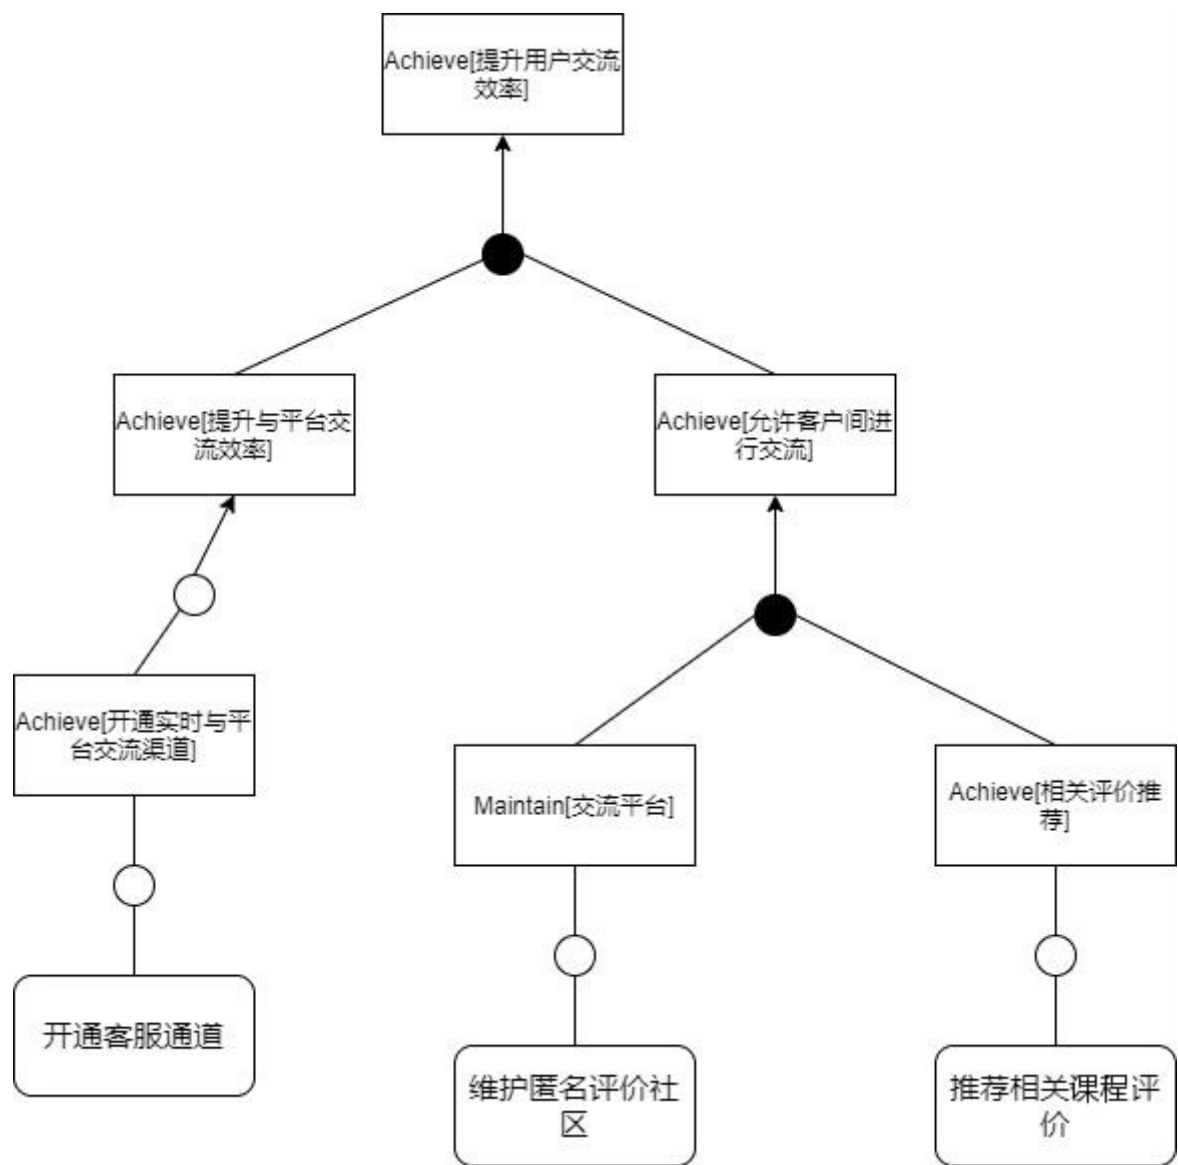 Achieve[提升用户交流
效率]
Achieve[提升与平台交
流效率]
Achieve[允许客户间进
行交流]
Achieve[开通实时与平
台交流渠道]
Maintain[交流平台]
Achieve[相关评价推
荐]
开通客服通道
维护匿名评价社
区
推荐相关课程评
价